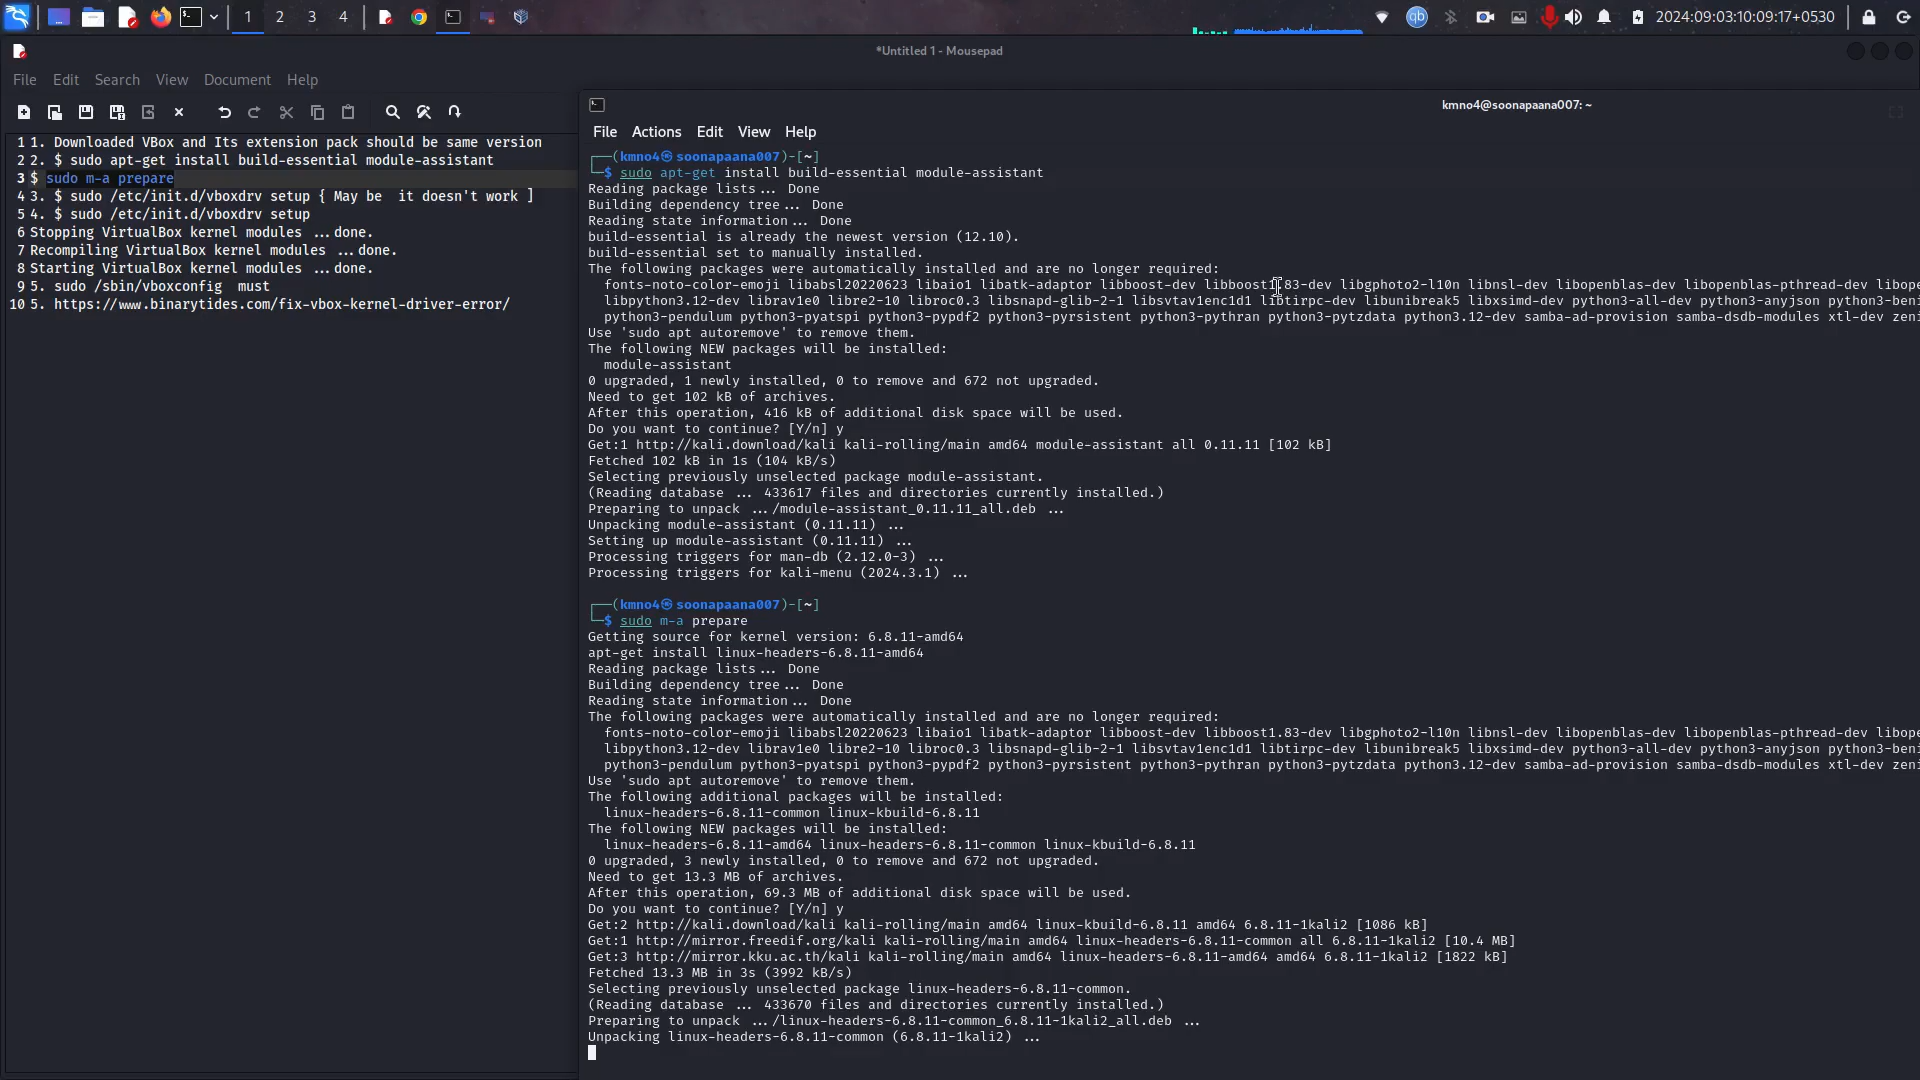 1 2 3 4 qb 2024:09:03:10:09:17+0530
*Untitled 1 - Mousepad
File Edit Search View Document Help
1 1. Downloaded VBox and Its extension pack should be same version
2 2. $ sudo apt-get install build-essential module-assistant
3 $ sudo m-a prepare
4 3. $ sudo /etc/init.d/vboxdrv setup { May be  it doesn't work ]
5 4. $ sudo /etc/init.d/vboxdrv setup
6 Stopping VirtualBox kernel modules ...done.
7 Recompiling VirtualBox kernel modules ...done.
8 Starting VirtualBox kernel modules ...done.
9 5. sudo /sbin/vboxconfig  must
10 5. https://www.binarytides.com/fix-vbox-kernel-driver-error/
kmno4@soonapaana007: ~
File Actions Edit View Help
┌──(kmno4㉿soonapaana007)-[~]
└─$ sudo apt-get install build-essential module-assistant
Reading package lists... Done
Building dependency tree... Done
Reading state information... Done
build-essential is already the newest version (12.10).
build-essential set to manually installed.
The following packages were automatically installed and are no longer required:
fonts-noto-color-emoji libabsl20220623 libaio1 libatk-adaptor libboost-dev libboost1.83-dev libgphoto2-l10n libnsl-dev libopenblas-dev libopenblas-pthread-dev libope
libpython3.12-dev librav1e0 libre2-10 libroc0.3 libsnapd-glib-2-1 libsvtav1enc1d1 libtirpc-dev libunibreak5 libxsimd-dev python3-all-dev python3-anyjson python3-beni
python3-pendulum python3-pyatspi python3-pypdf2 python3-pyrsistent python3-pythran python3-pytzdata python3.12-dev samba-ad-provision samba-dsdb-modules xtl-dev zeni
Use 'sudo apt autoremove' to remove them.
The following NEW packages will be installed:
module-assistant
0 upgraded, 1 newly installed, 0 to remove and 672 not upgraded.
Need to get 102 kB of archives.
After this operation, 416 kB of additional disk space will be used.
Do you want to continue? [Y/n] y
Get:1 http://kali.download/kali kali-rolling/main amd64 module-assistant all 0.11.11 [102 kB]
Fetched 102 kB in 1s (104 kB/s)
Selecting previously unselected package module-assistant.
(Reading database ... 433617 files and directories currently installed.)
Preparing to unpack .../module-assistant_0.11.11_all.deb ...
Unpacking module-assistant (0.11.11) ...
Setting up module-assistant (0.11.11) ...
Processing triggers for man-db (2.12.0-3) ...
Processing triggers for kali-menu (2024.3.1) ...
┌──(kmno4㉿soonapaana007)-[~]
└─$ sudo m-a prepare
Getting source for kernel version: 6.8.11-amd64
apt-get install linux-headers-6.8.11-amd64
Reading package lists... Done
Building dependency tree... Done
Reading state information... Done
The following packages were automatically installed and are no longer required:
fonts-noto-color-emoji libabsl20220623 libaio1 libatk-adaptor libboost-dev libboost1.83-dev libgphoto2-l10n libnsl-dev libopenblas-dev libopenblas-pthread-dev libope
libpython3.12-dev librav1e0 libre2-10 libroc0.3 libsnapd-glib-2-1 libsvtav1enc1d1 libtirpc-dev libunibreak5 libxsimd-dev python3-all-dev python3-anyjson python3-beni
python3-pendulum python3-pyatspi python3-pypdf2 python3-pyrsistent python3-pythran python3-pytzdata python3.12-dev samba-ad-provision samba-dsdb-modules xtl-dev zeni
Use 'sudo apt autoremove' to remove them.
The following additional packages will be installed:
linux-headers-6.8.11-common linux-kbuild-6.8.11
The following NEW packages will be installed:
linux-headers-6.8.11-amd64 linux-headers-6.8.11-common linux-kbuild-6.8.11
0 upgraded, 3 newly installed, 0 to remove and 672 not upgraded.
Need to get 13.3 MB of archives.
After this operation, 69.3 MB of additional disk space will be used.
Do you want to continue? [Y/n] y
Get:2 http://kali.download/kali kali-rolling/main amd64 linux-kbuild-6.8.11 amd64 6.8.11-1kali2 [1086 kB]
Get:1 http://mirror.freedif.org/kali kali-rolling/main amd64 linux-headers-6.8.11-common all 6.8.11-1kali2 [10.4 MB]
Get:3 http://mirror.kku.ac.th/kali kali-rolling/main amd64 linux-headers-6.8.11-amd64 amd64 6.8.11-1kali2 [1822 kB]
Fetched 13.3 MB in 3s (3992 kB/s)
Selecting previously unselected package linux-headers-6.8.11-common.
(Reading database ... 433670 files and directories currently installed.)
Preparing to unpack .../linux-headers-6.8.11-common_6.8.11-1kali2_all.deb ...
Unpacking linux-headers-6.8.11-common (6.8.11-1kali2) ...